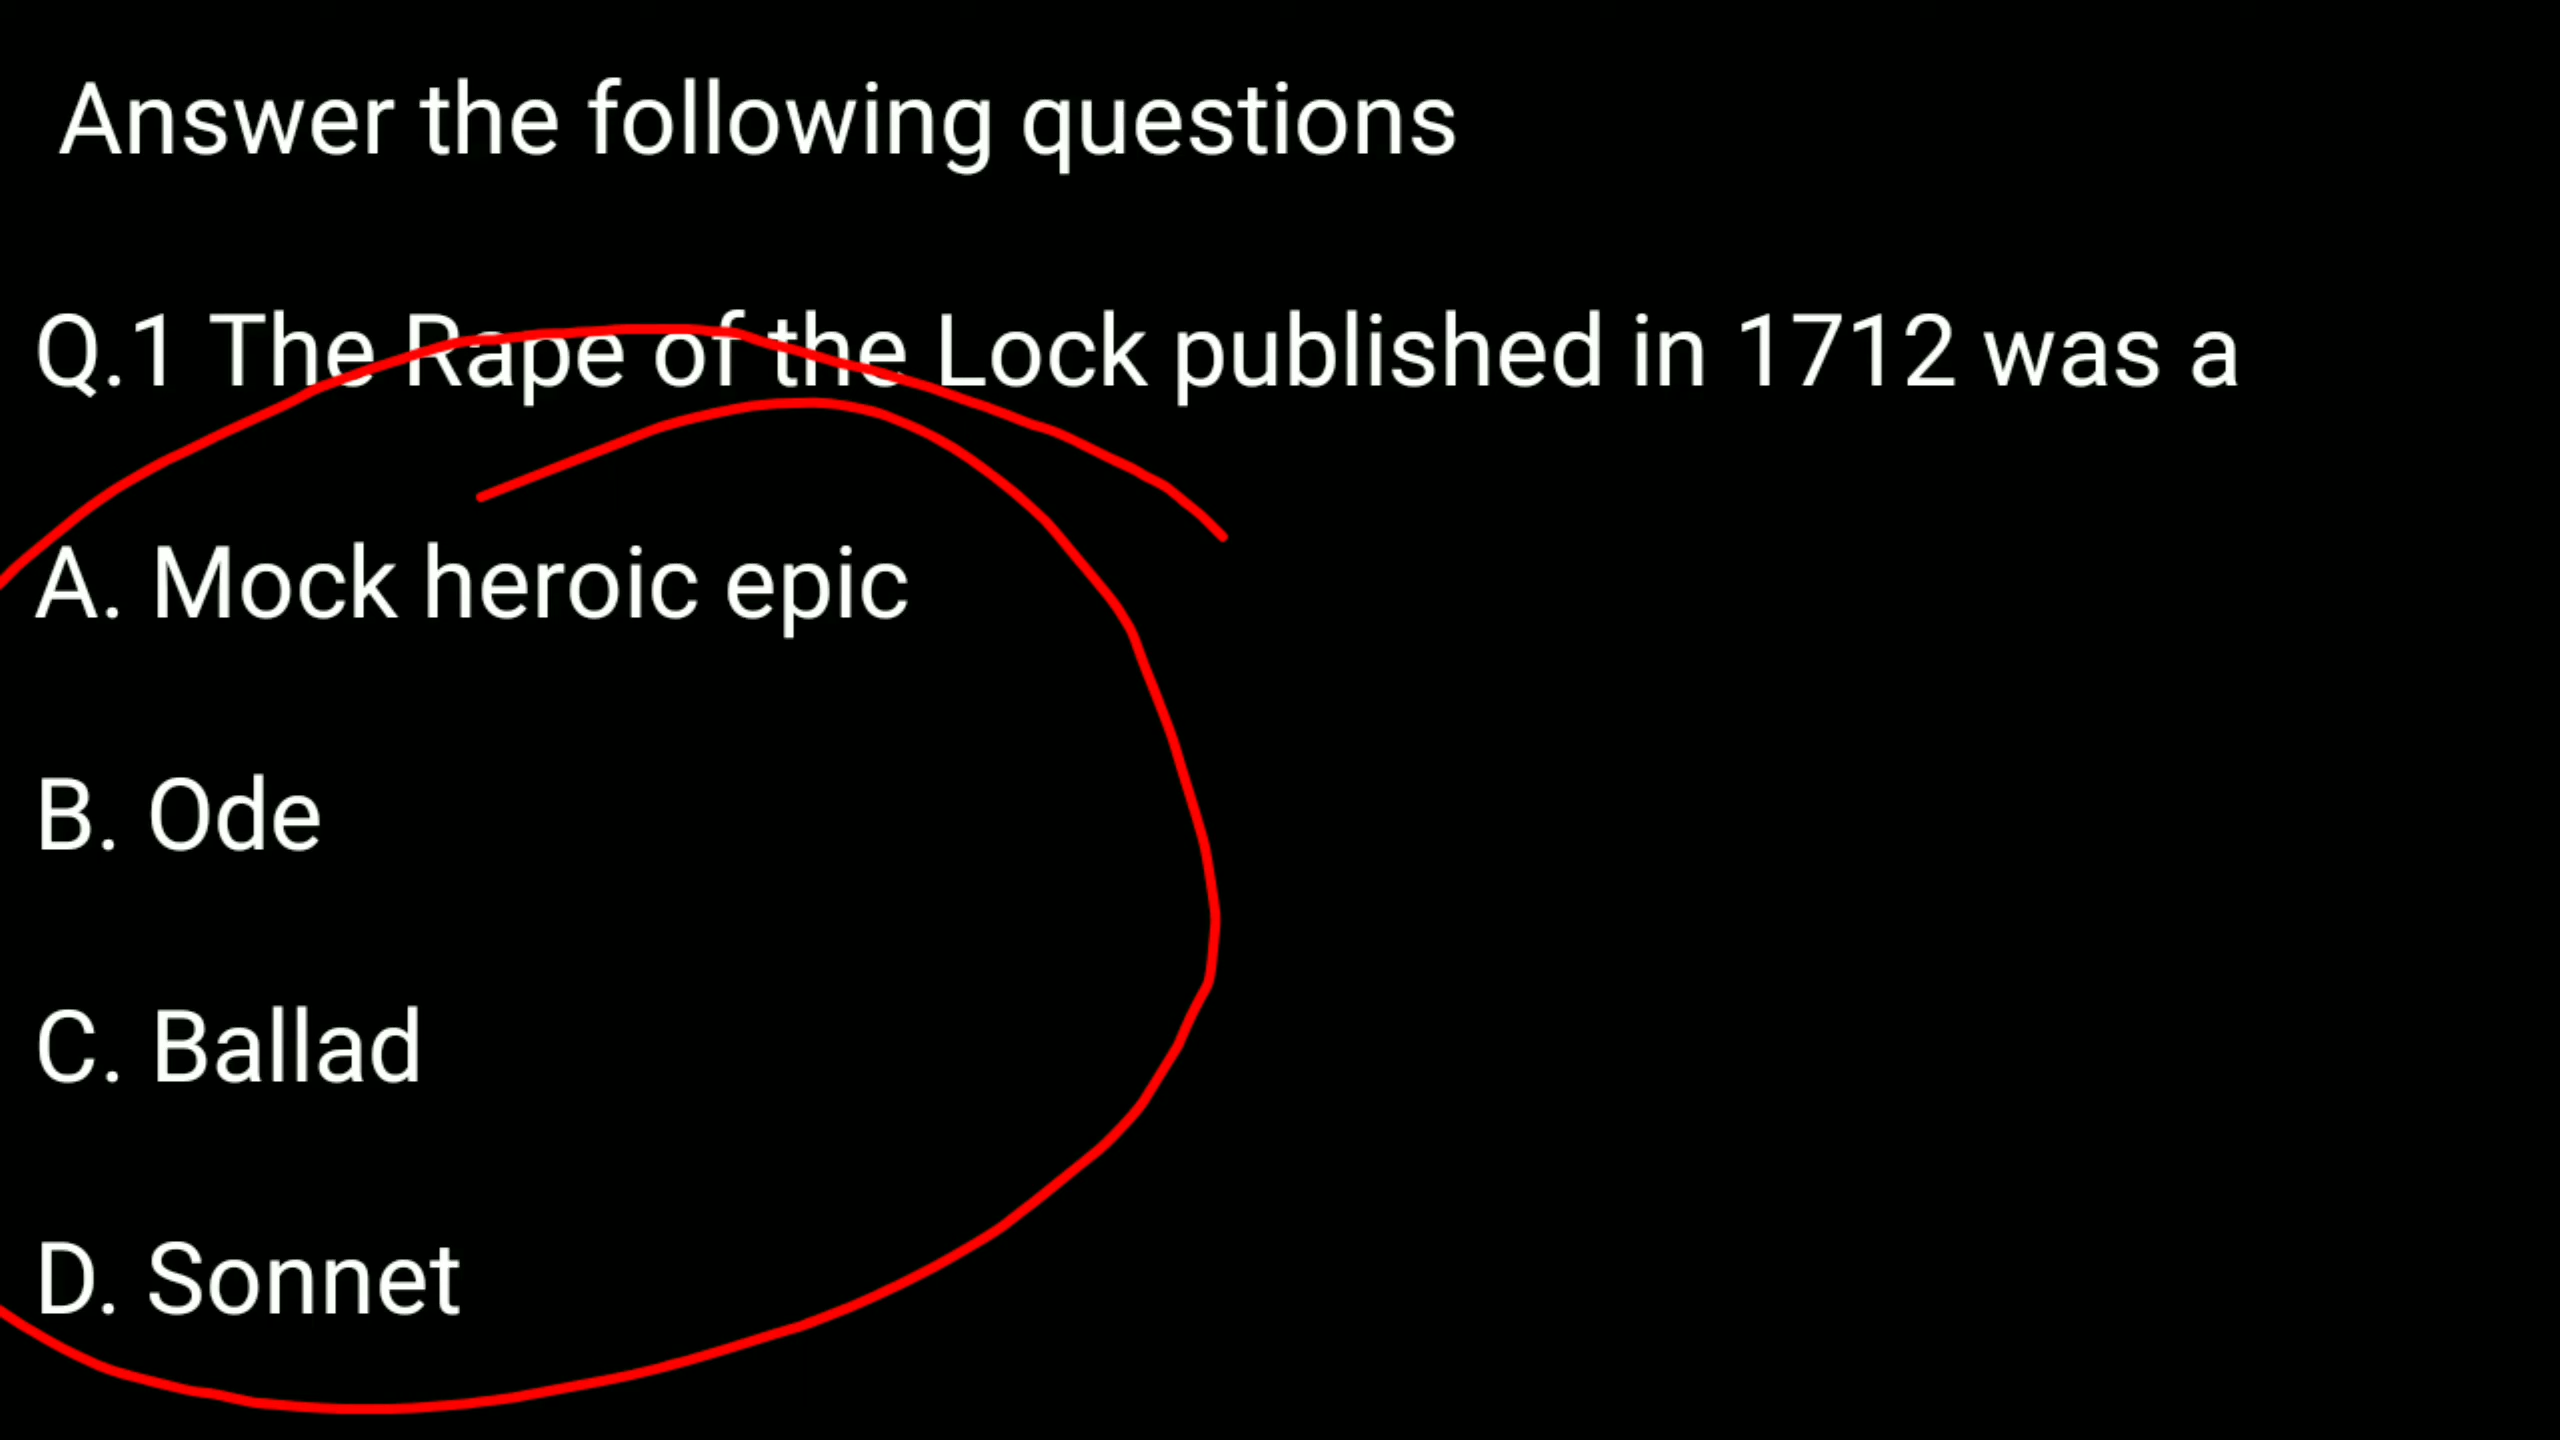 Answer the following questions
Q.1 The Rape of the Lock published in 1712 was a
A. Mock heroic epic
B. Ode
C. Ballad
D. Sonnet